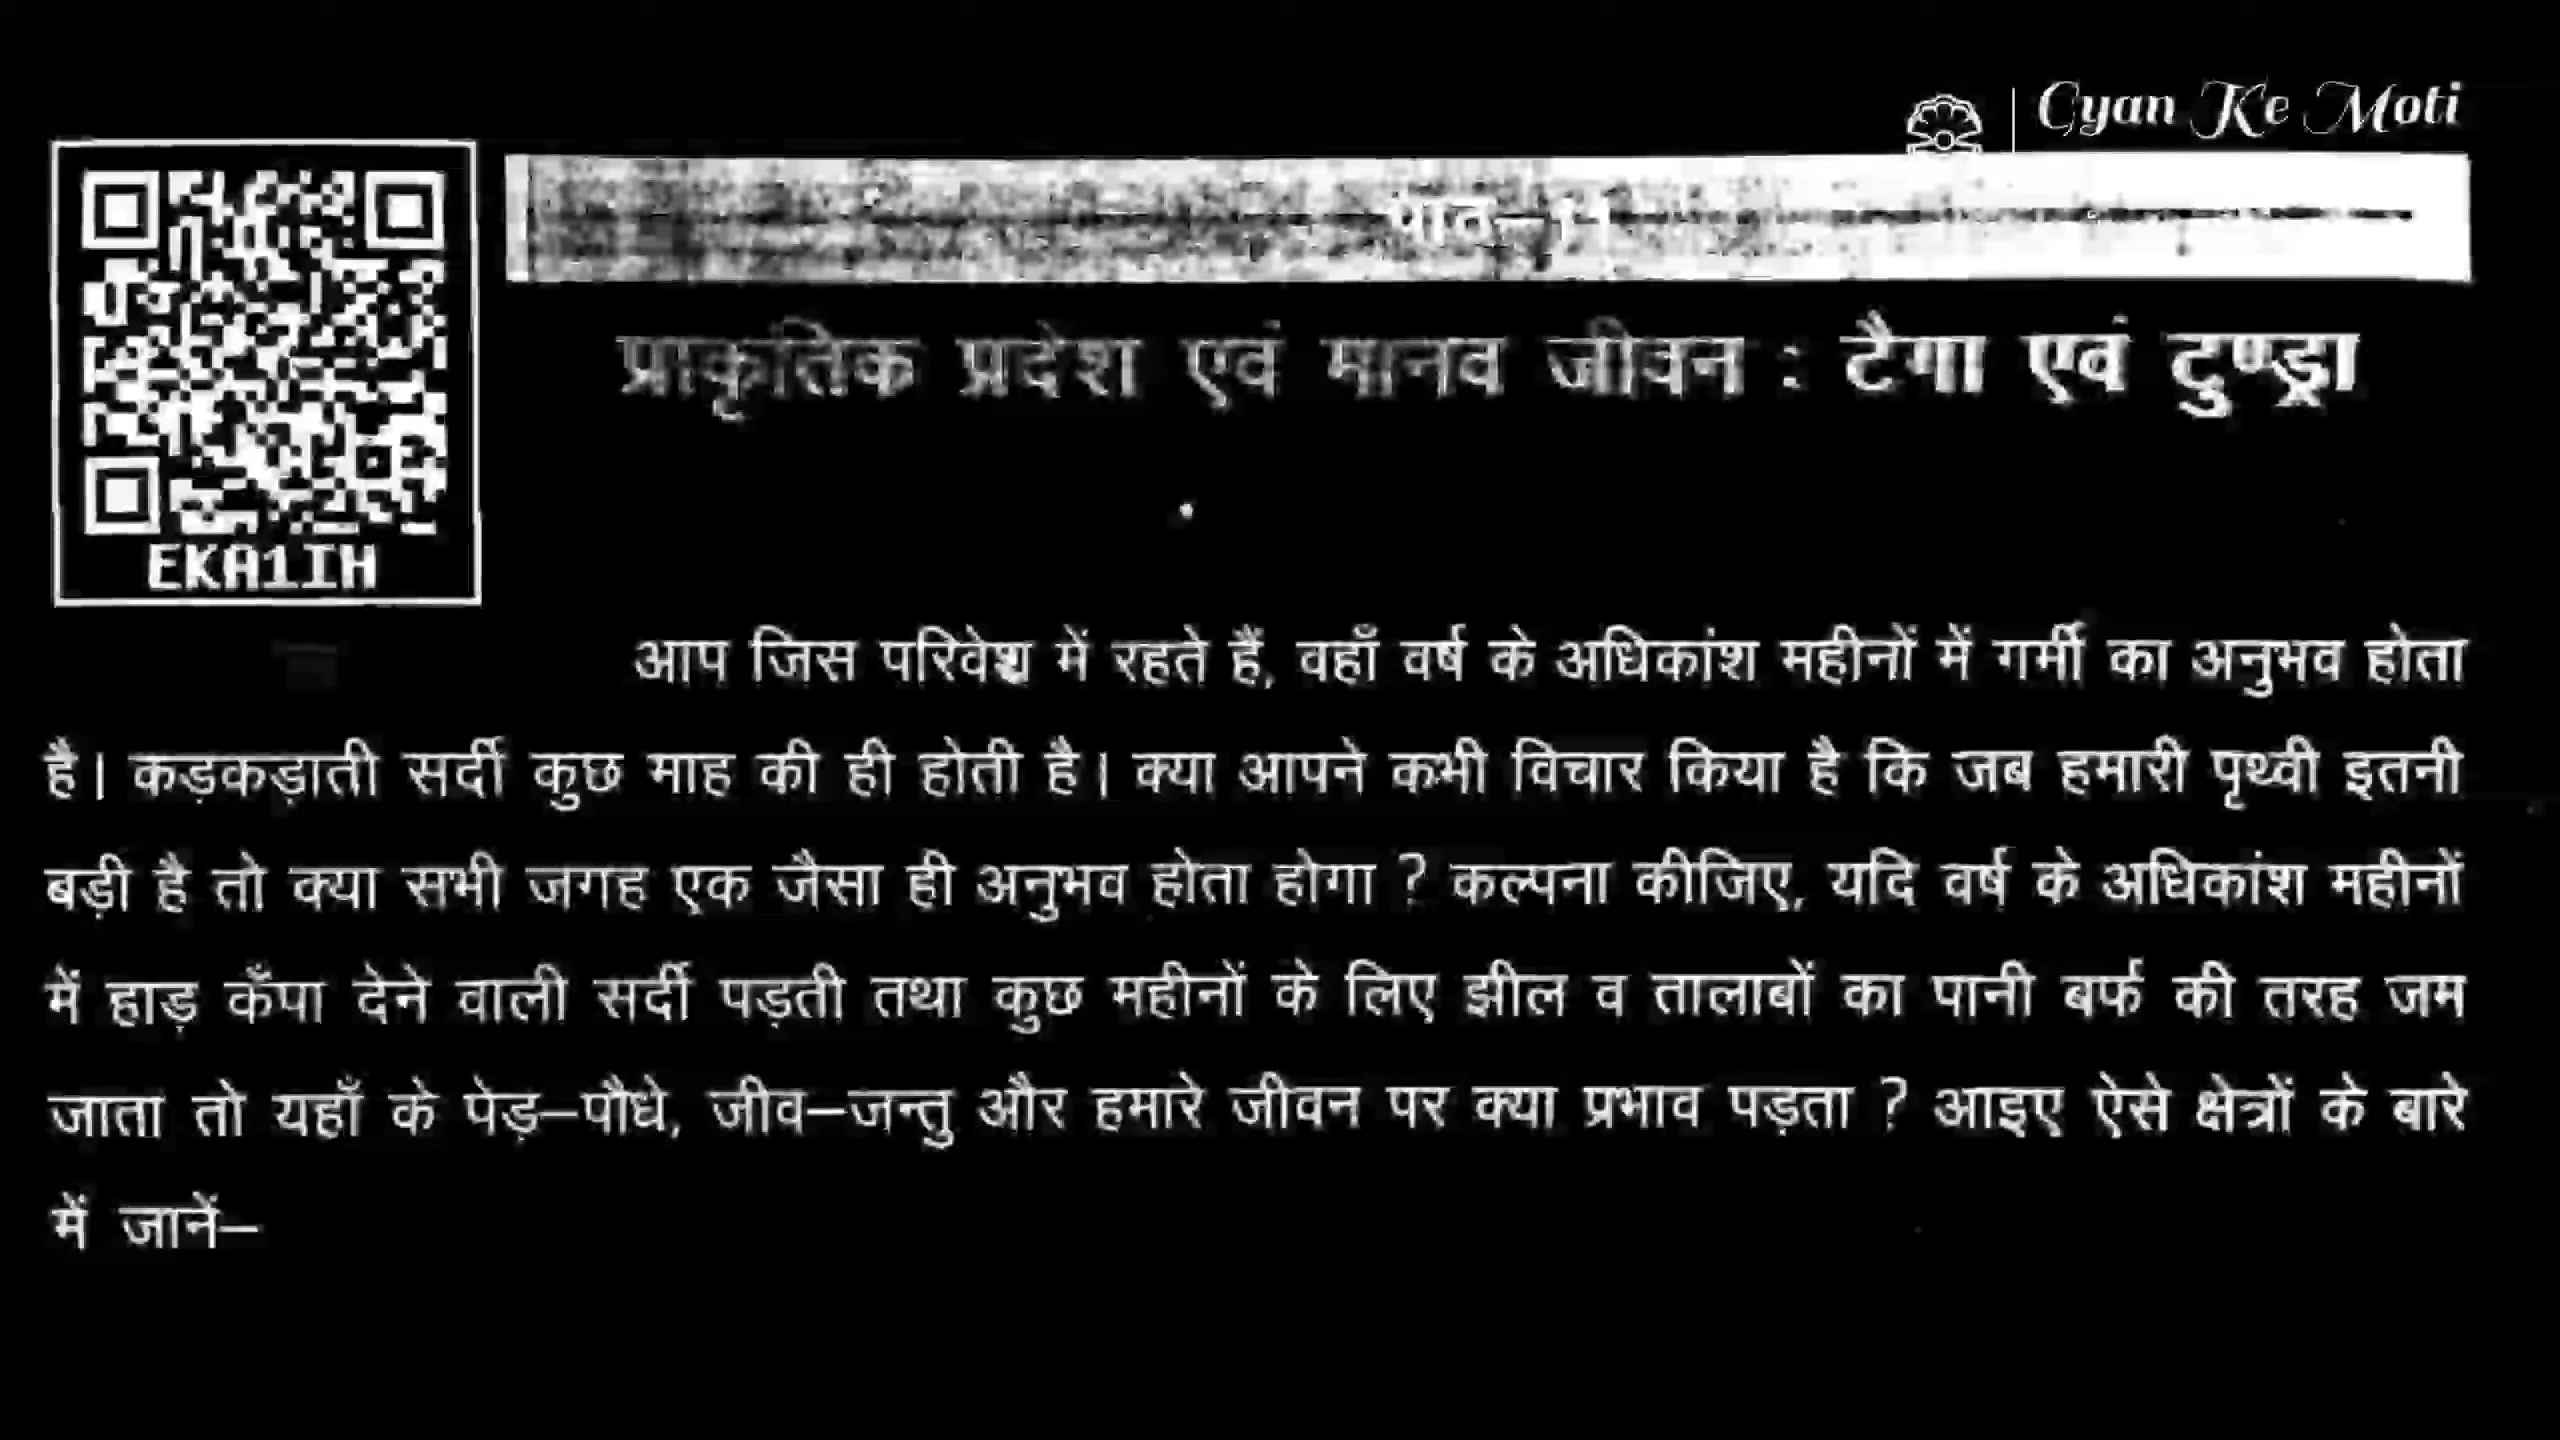 Gyan Ke Moti
पाठ–11
प्राकृतिक प्रदेश एवं मानव जीवन : टैगा एवं टुण्ड्रा
EKA1IH
आप जिस परिवेश में रहते हैं, वहाँ वर्ष के अधिकांश महीनों में गर्मी का अनुभव होता
है। कड़कड़ाती सर्दी कुछ माह की ही होती है। क्या आपने कभी विचार किया है कि जब हमारी पृथ्वी इतनी
बड़ी है तो क्या सभी जगह एक जैसा ही अनुभव होता होगा ? कल्पना कीजिए, यदि वर्ष के अधिकांश महीनों
में हाड़ कँपा देने वाली सर्दी पड़ती तथा कुछ महीनों के लिए झील व तालाबों का पानी बर्फ की तरह जम
जाता तो यहाँ के पेड़–पौधे, जीव–जन्तु और हमारे जीवन पर क्या प्रभाव पड़ता ? आइए ऐसे क्षेत्रों के बारे
में जानें–